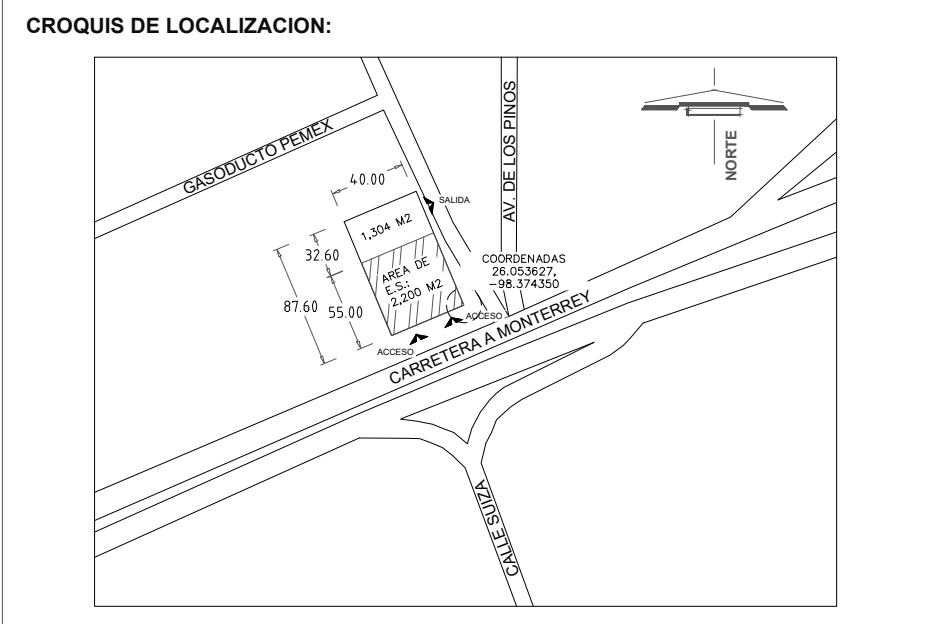 CROQUIS DE LOCALIZACION:
GASODUCTO PEMEX
AV. DE LOS PINOS
NORTE
40.00
SALIDA
1,304 M2
32.60
AREA DE
E.S.:
2,200 M2
87.60
55.00
COORDENADAS
26.053627,
-98.374350
ACCESO
ACCESO
CARRETERA A MONTERREY
CALLE SUIZA